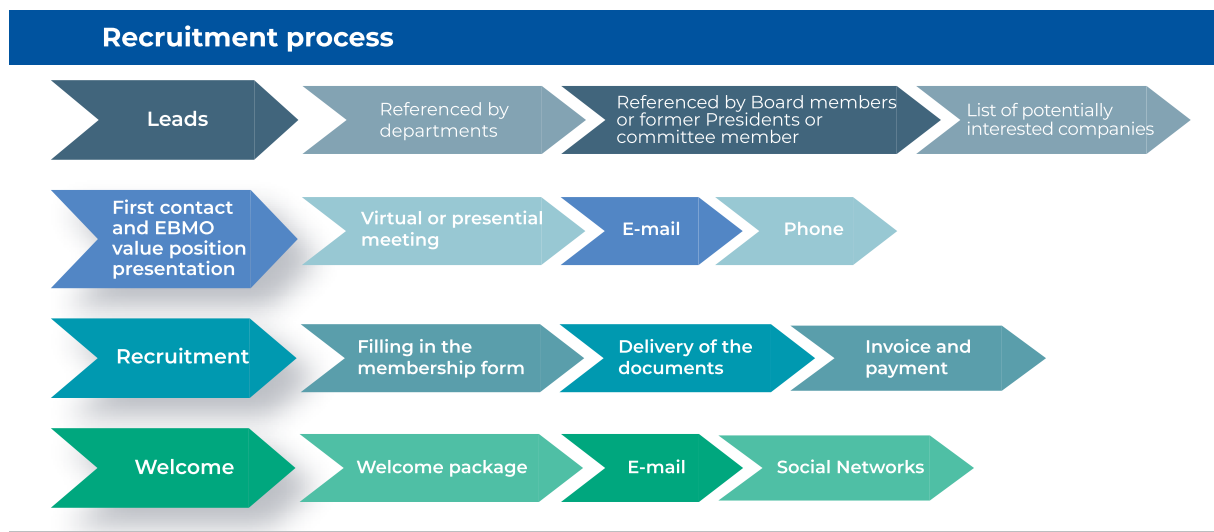 Recruitment process
Leads
Referenced by
departments
Referenced by Board members
or former Presidents or
committee member
List of potentially
interested companies
First contact
and EBMO
value position
presentation
Virtual or presential
meeting
E-mail
Phone
Recruitment
Filling in the
membership form
Delivery of the
documents
Invoice and
payment
Welcome
Welcome package
E-mail
Social Networks